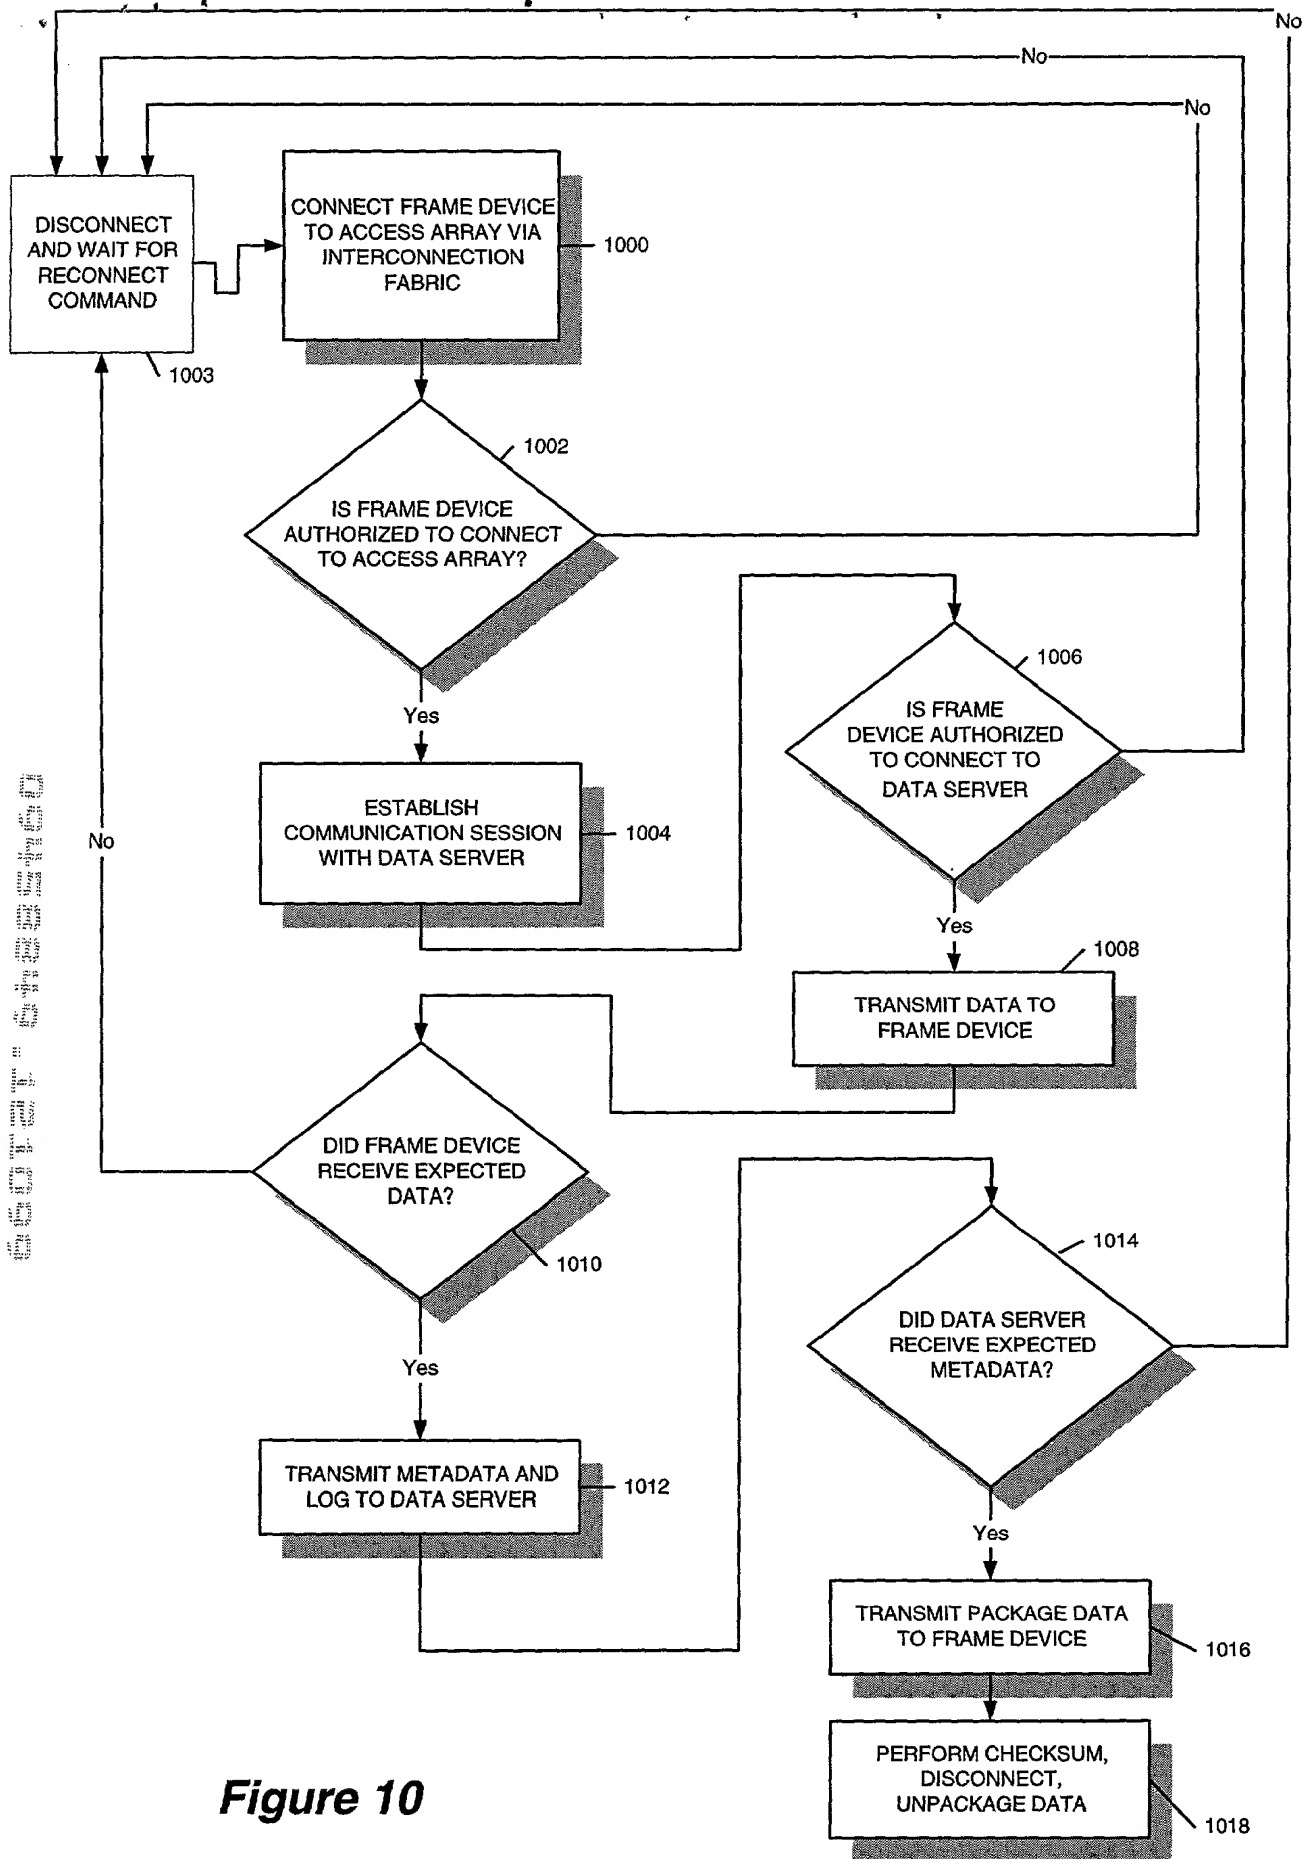 No
No
No
DISCONNECT
AND WAIT FOR
RECONNECT
COMMAND
1003
CONNECT FRAME DEVICE
TO ACCESS ARRAY VIA
INTERCONNECTION
FABRIC
1000
1002
IS FRAME DEVICE
AUTHORIZED TO CONNECT
TO ACCESS ARRAY?
Yes
1006
IS FRAME
DEVICE AUTHORIZED
TO CONNECT TO
DATA SERVER
ESTABLISH
COMMUNICATION SESSION
WITH DATA SERVER
1004
No
Yes
1008
TRANSMIT DATA TO
FRAME DEVICE
DID FRAME DEVICE
RECEIVE EXPECTED
DATA?
1010
Yes
1014
DID DATA SERVER
RECEIVE EXPECTED
METADATA?
TRANSMIT METADATA AND
LOG TO DATA SERVER
1012
Yes
TRANSMIT PACKAGE DATA
TO FRAME DEVICE
1016
PERFORM CHECKSUM,
DISCONNECT,
UNPACKAGE DATA
1018
Figure 10